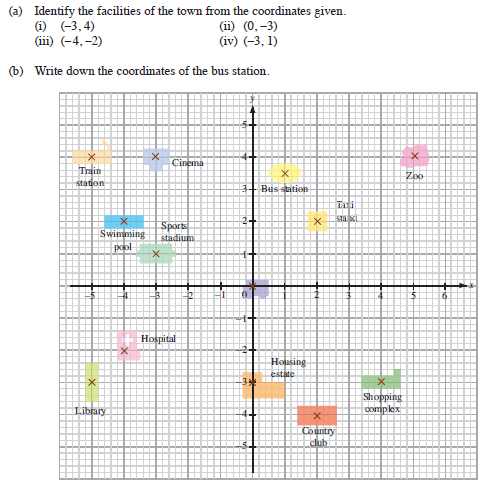 (a) Identify the facilities of the town from the coordinates given.
(i) (–3, 4) (ii) (0, –3)
(iii) (–4, –2) (iv) (–3, 1)
(b) Write down the coordinates of the bus station.
y
5
4
Cinema
Train
station
Zoo
3
Bus station
Taxi
stand
2
Swimming
pool
Sports
stadium
1
–5 –4 –3 –2 –1 0 1 2 3 4 5 6 x
–1
Hospital
–2
Housing
estate
–3
Shopping
complex
Library
–4
Country
club
–5